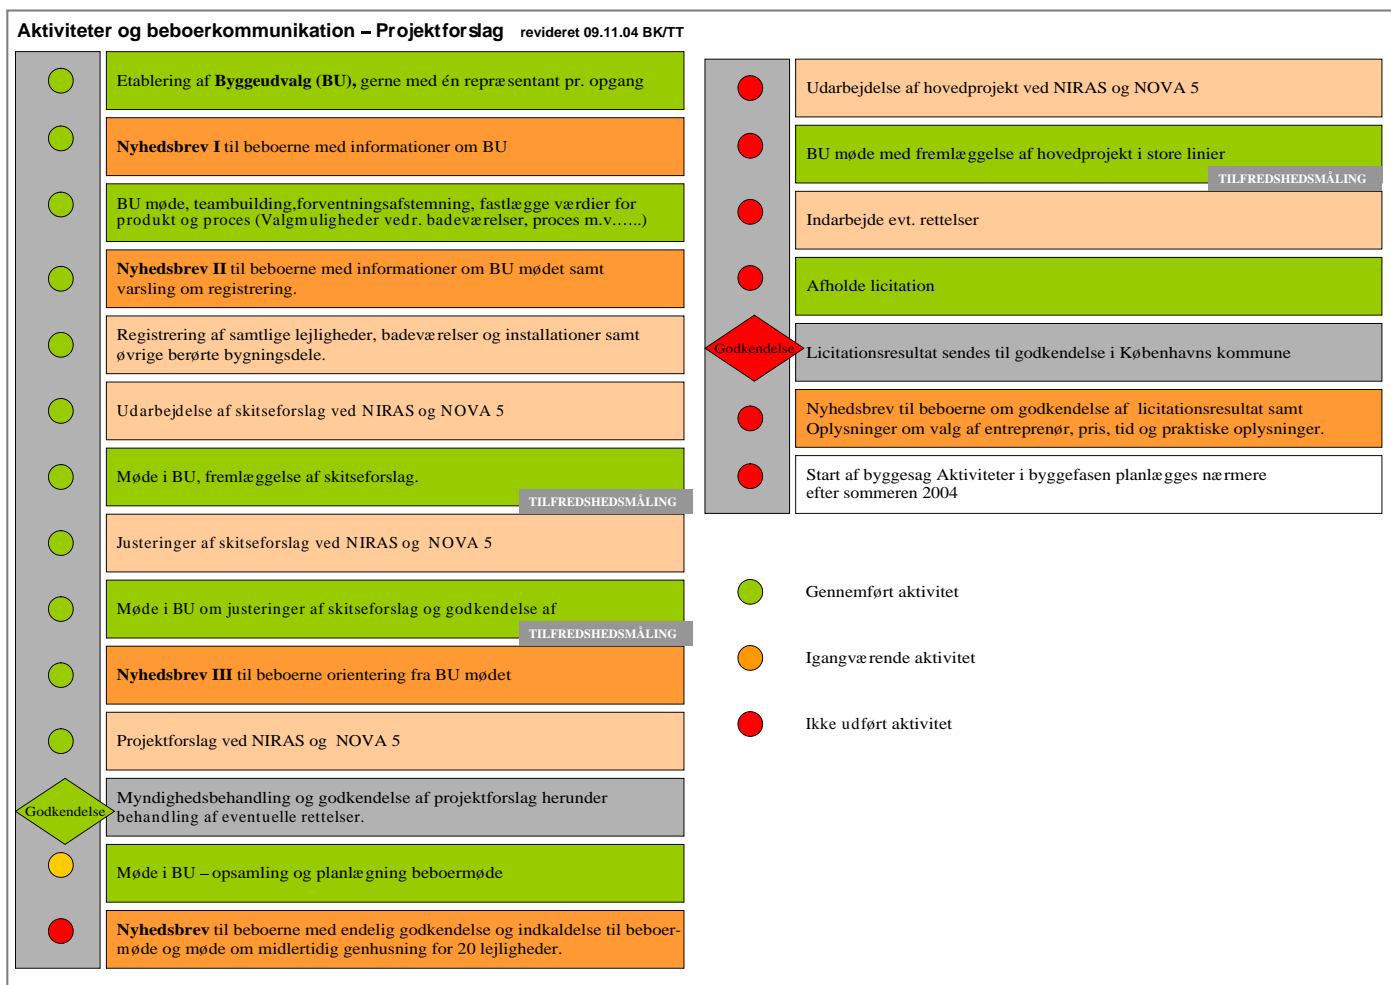 Aktiviteter og beboerkommunikation – Projektforslag revideret 09.11.04 BK/TT
Etablering af Byggeudvalg (BU), gerne med én repræsentant pr. opgang
Nyhedsbrev I til beboerne med informationer om BU
BU møde, teambuilding,forventningsafstemning, fastlægge værdier for
produkt og proces (Valgmuligheder vedr. badeværelser, proces m.v…...)
Nyhedsbrev II til beboerne med informationer om BU mødet samt
varsling om registrering.
Registrering af samtlige lejligheder, badeværelser og installationer samt
øvrige berørte bygningsdele.
Udarbejdelse af skitseforslag ved NIRAS og NOVA 5
Møde i BU, fremlæggelse af skitseforslag.
TILFREDSHEDSMÅLING
Justeringer af skitseforslag ved NIRAS og NOVA 5
Møde i BU om justeringer af skitseforslag og godkendelse af
TILFREDSHEDSMÅLING
Nyhedsbrev III til beboerne orientering fra BU mødet
Projektforslag ved NIRAS og NOVA 5
Godkendelse
Myndighedsbehandling og godkendelse af projektforslag herunder
behandling af eventuelle rettelser.
Møde i BU – opsamling og planlægning beboermøde
Nyhedsbrev til beboerne med endelig godkendelse og indkaldelse til beboer-
møde og møde om midlertidig genhusning for 20 lejligheder.
Udarbejdelse af hovedprojekt ved NIRAS og NOVA 5
BU møde med fremlæggelse af hovedprojekt i store linier
TILFREDSHEDSMÅLING
Indarbejde evt. rettelser
Afholde licitation
Godkendelse
Licitationsresultat sendes til godkendelse i Københavns kommune
Nyhedsbrev til beboerne om godkendelse af licitationsresultat samt
Oplysninger om valg af entreprenør, pris, tid og praktiske oplysninger.
Start af byggesag Aktiviteter i byggefasen planlægges nærmere
efter sommeren 2004
Gennemført aktivitet
Igangværende aktivitet
Ikke udført aktivitet